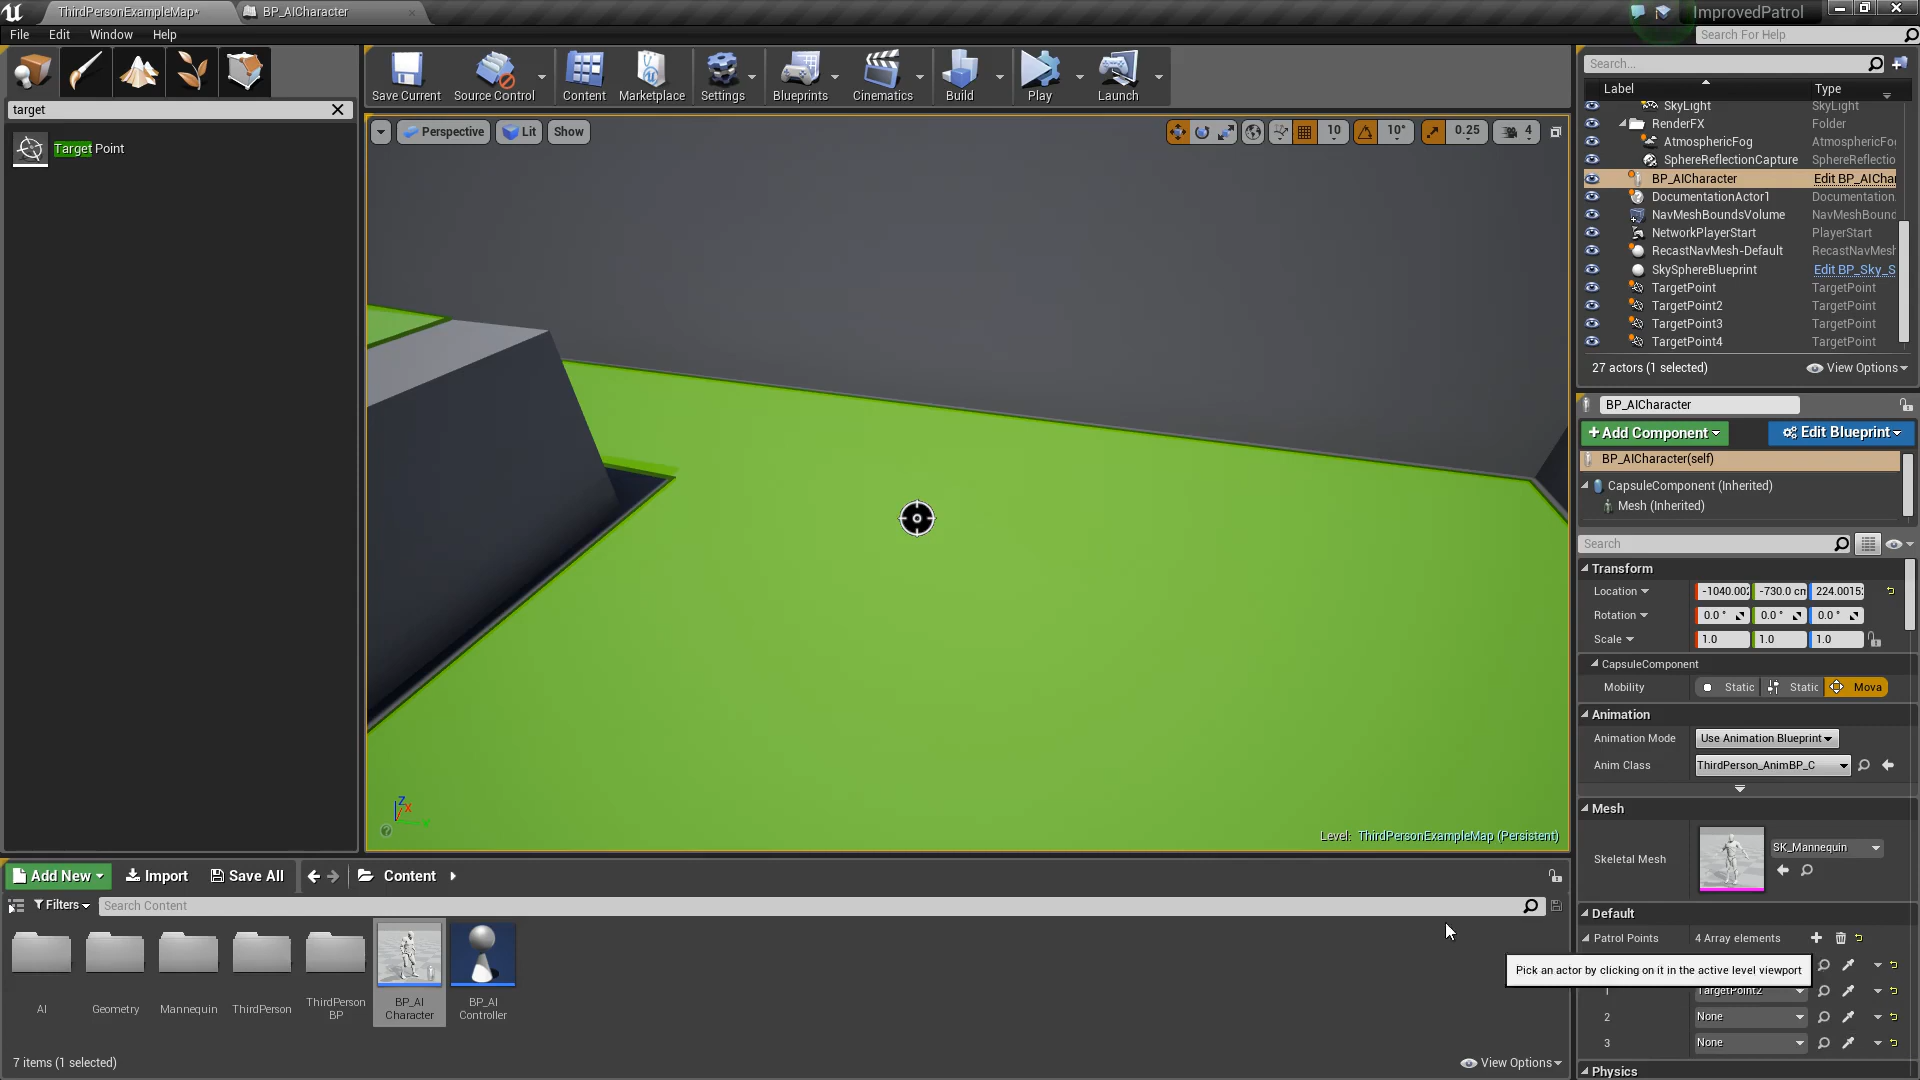 ThirdPersonExampleMap*
BP_AICharacter
ImprovedPatrol
File Edit Window Help
Search For Help
target
Target Point
Save Current
Source Control
Content
Marketplace
Settings
Blueprints
Cinematics
Build
Play
Launch
Perspective
Lit
Show
10
10°
0.25
4
Level: ThirdPersonExampleMap (Persistent)
Z
X
Search...
Label Type
SkyLight SkyLight
RenderFX Folder
AtmosphericFog AtmosphericFo
SphereReflectionCapture SphereReflectio
BP_AICharacter Edit BP_AICha
DocumentationActor1 Documentation
NavMeshBoundsVolume NavMeshBound
NetworkPlayerStart PlayerStart
RecastNavMesh-Default RecastNavMesh
SkySphereBlueprint Edit BP_Sky_S
TargetPoint TargetPoint
TargetPoint2 TargetPoint
TargetPoint3 TargetPoint
TargetPoint4 TargetPoint
27 actors (1 selected)
View Options
BP_AICharacter
+Add Component
Edit Blueprint
BP_AICharacter(self)
CapsuleComponent (Inherited)
Mesh (Inherited)
Search
Transform
Location -1040.002 -730.0 cm 224.0015
Rotation 0.0 ° 0.0 ° 0.0 °
Scale 1.0 1.0 1.0
CapsuleComponent
Mobility Static Static Mova
Animation
Animation Mode Use Animation Blueprint
Anim Class ThirdPerson_AnimBP_C
Mesh
Skeletal Mesh SK_Mannequin
Default
Patrol Points 4 Array elements
Pick an actor by clicking on it in the active level viewport
1 TargetPoint2
2 None
3 None
Physics
Add New
Import
Save All
Content
Filters
Search Content
AI
Geometry
Mannequin
ThirdPerson
ThirdPerson
BP
BP_AI
Character
BP_AI
Controller
7 items (1 selected)
View Options